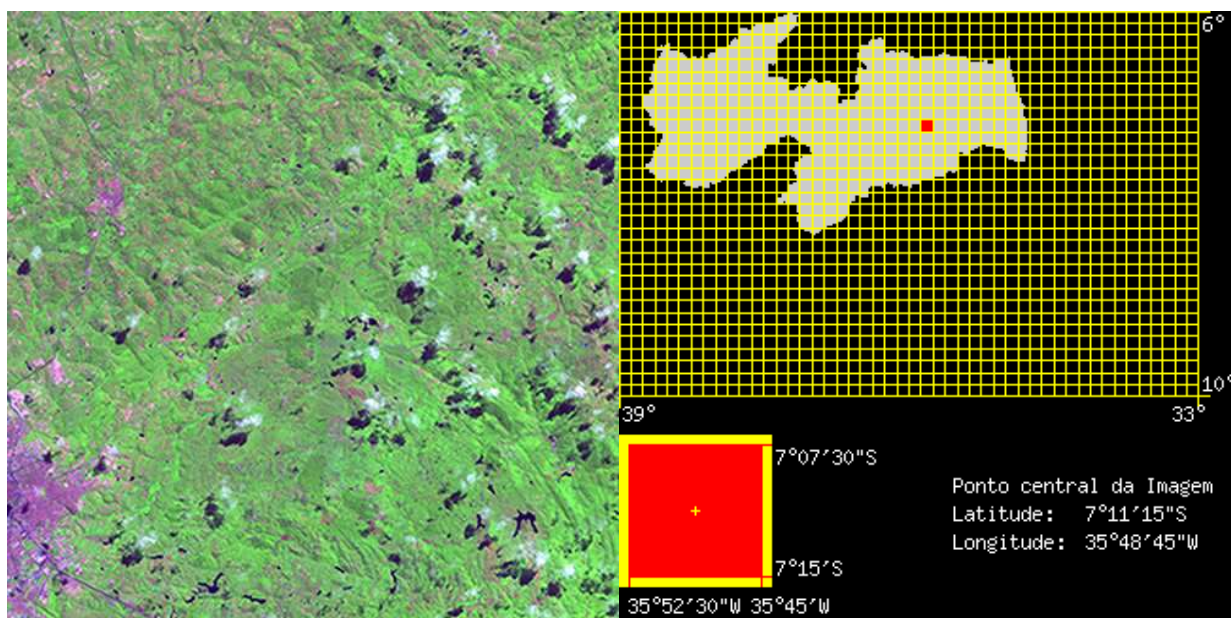 6°
10°
39° 33°
7°07'30"S
Ponto central da Imagem
Latitude: 7°11'15"S
Longitude: 35°48'45"W
7°15'S
35°52'30"W 35°45'W